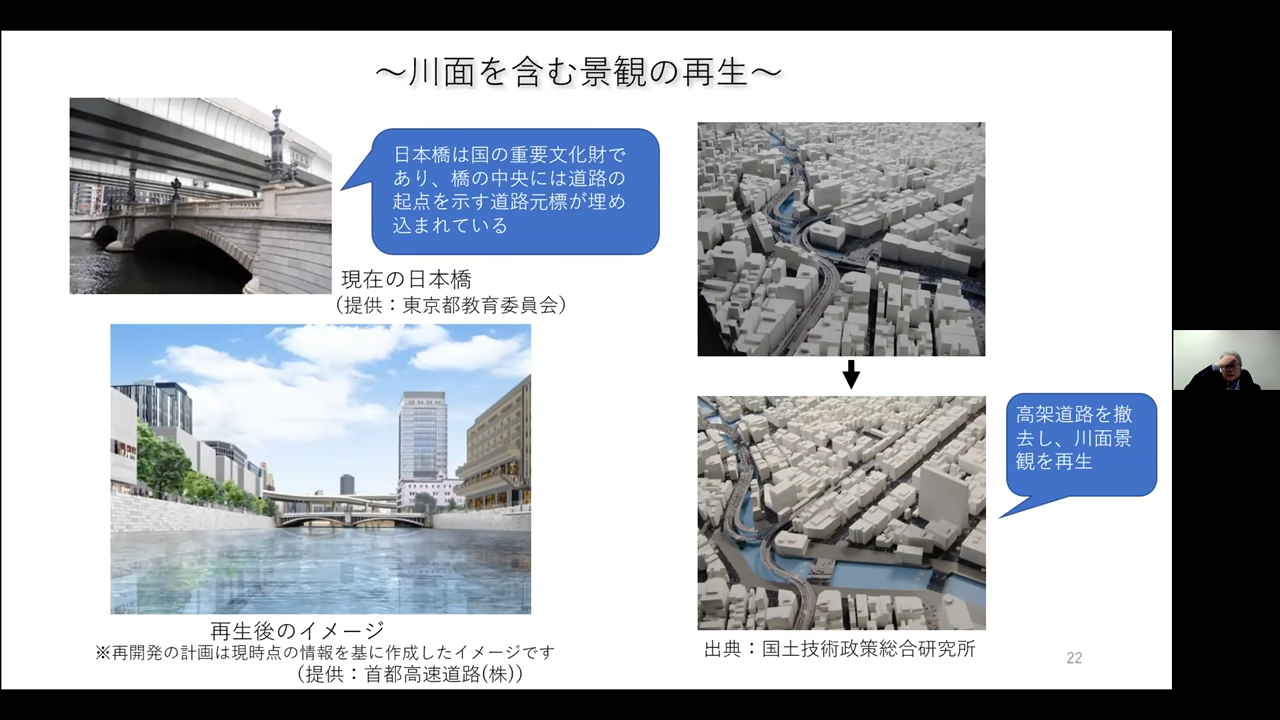 ～川面を含む景観の再生～
日本橋は国の重要文化財で
あり、橋の中央には道路の
起点を示す道路元標が埋め
込まれている
現在の日本橋
（提供：東京都教育委員会）
再生後のイメージ
※再開発の計画は現時点の情報を基に作成したイメージです
（提供：首都高速道路(株)）
高架道路を撤
去し、川面景
観を再生
出典：国土技術政策総合研究所
22